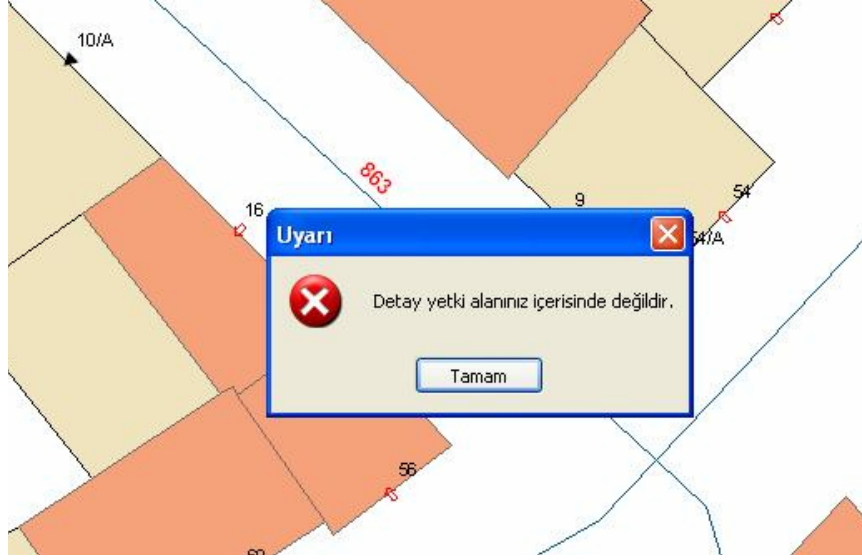 10/A
863
16
9
54
54/A
Uyarı
Detay yetki alanınız içerisinde değildir.
Tamam
56